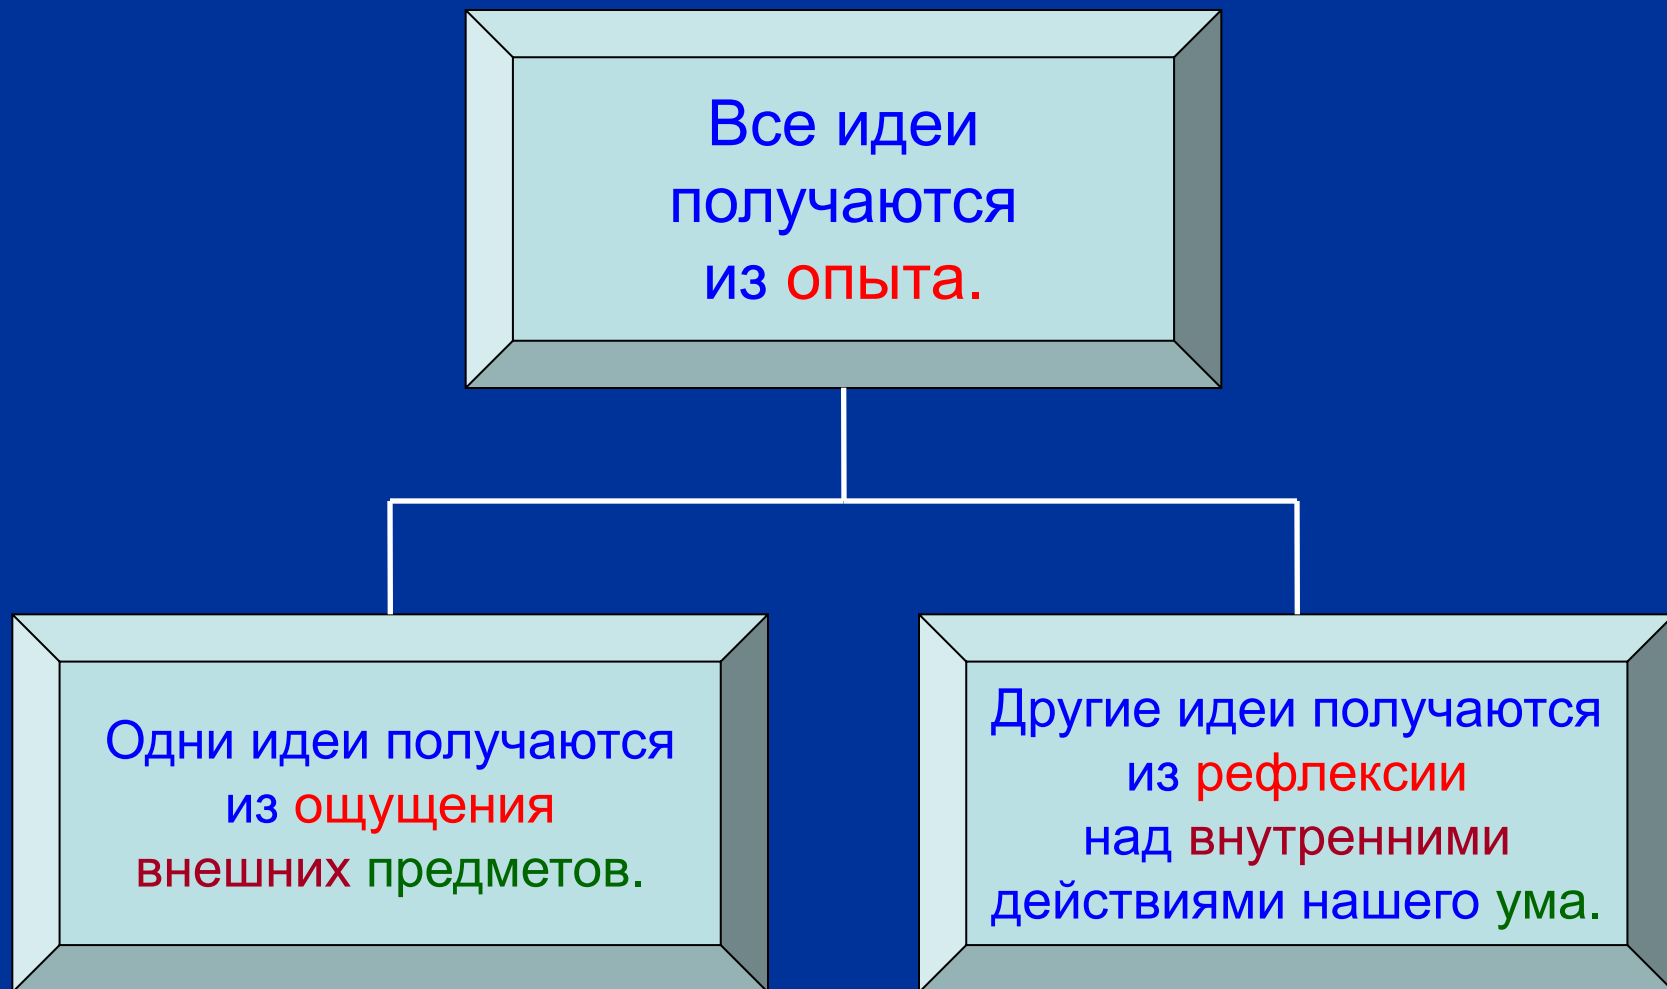 Все идеи
получаются
из опыта.
Одни идеи получаются
из ощущения
внешних предметов.
Другие идеи получаются
из рефлексии
над внутренними
действиями нашего ума.